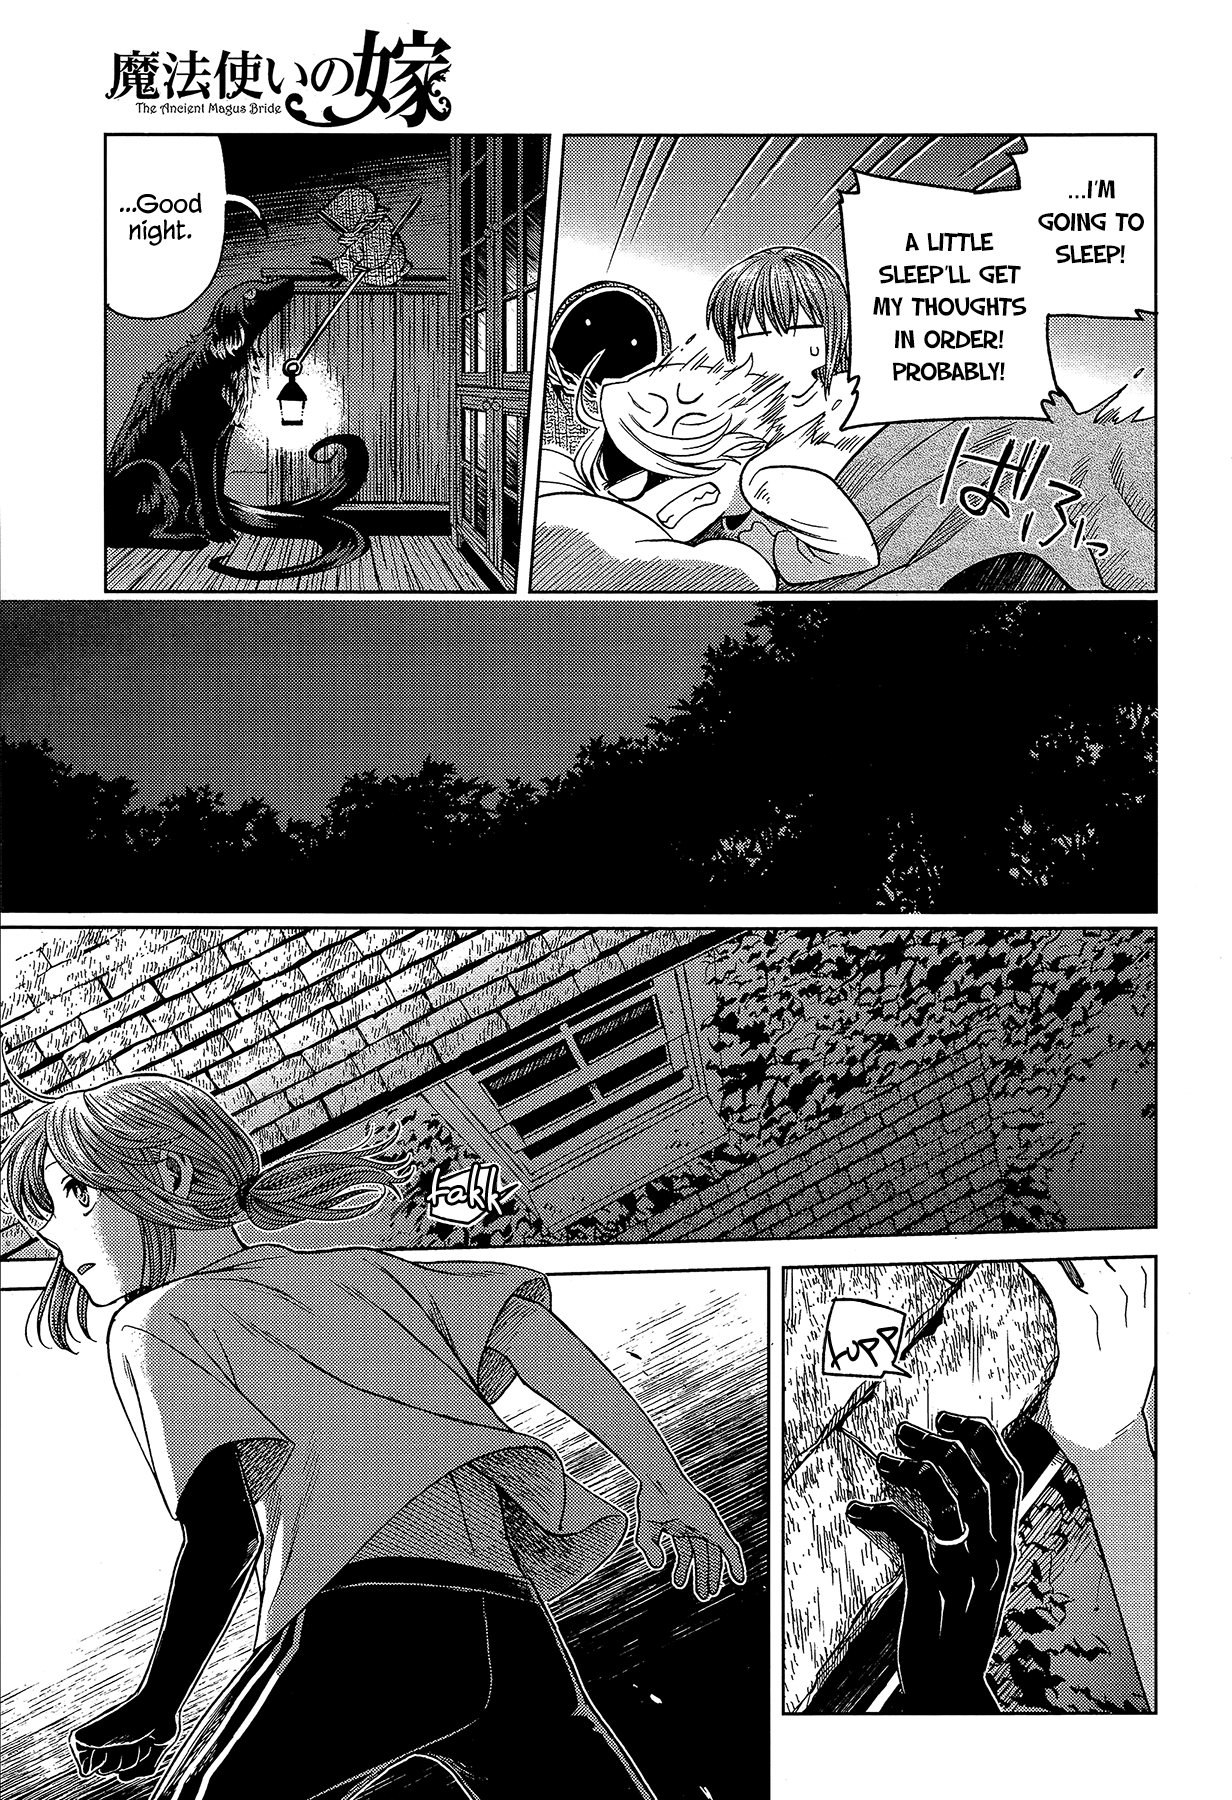 魔法使いの嫁
The Ancient Magus Bride
...I'M
GOING TO
SLEEP!
A LITTLE
SLEEP'LL GET
MY THOUGHTS
IN ORDER!
PROBABLY!
ばふっ
...Good
night.
takk
tupp